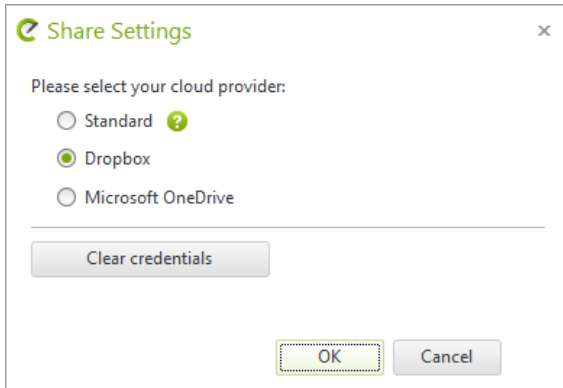 Share Settings
Please select your cloud provider:
Standard ?
Dropbox
Microsoft OneDrive
Clear credentials
OK Cancel